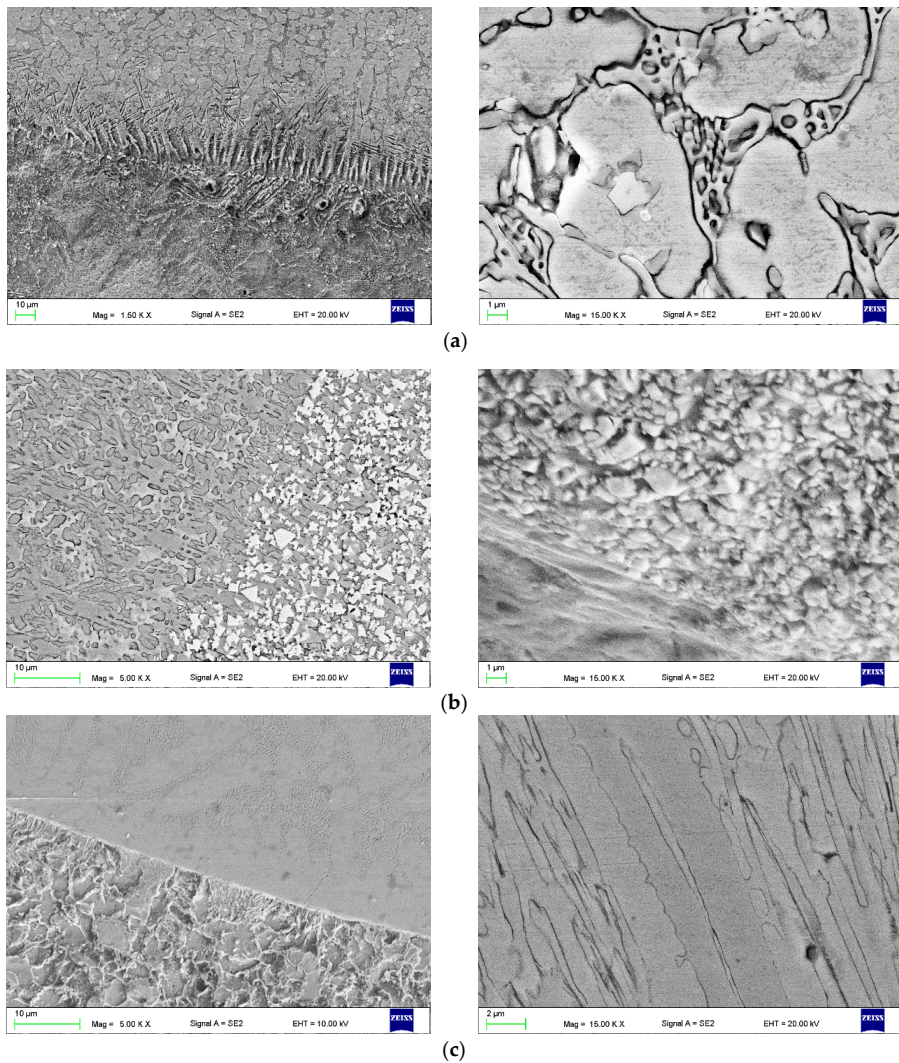 10 µm
Mag = 1.50 K X Signal A = SE2 EHT = 20.00 kV
ZEISS
1 µm
Mag = 15.00 K X Signal A = SE2 EHT = 20.00 kV
ZEISS
(a)
10 µm
Mag = 5.00 K X Signal A = SE2 EHT = 20.00 kV
ZEISS
1 µm
Mag = 15.00 K X Signal A = SE2 EHT = 20.00 kV
ZEISS
(b)
10 µm
Mag = 5.00 K X Signal A = SE2 EHT = 10.00 kV
ZEISS
2 µm
Mag = 15.00 K X Signal A = SE2 EHT = 20.00 kV
ZEISS
(c)